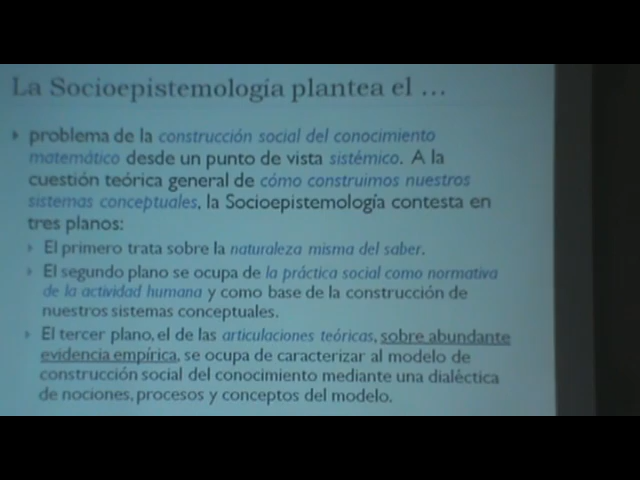 La Socioepistemología plantea el ...
problema de la construcción social del conocimiento
matemático desde un punto de vista sistémico. A la
cuestión teórica general de cómo construimos nuestros
sistemas conceptuales, la Socioepistemología contesta en
tres planos:
El primero trata sobre la naturaleza misma del saber.
El segundo plano se ocupa de la práctica social como normativa
de la actividad humana y como base de la construcción de
nuestros sistemas conceptuales.
El tercer plano, el de las articulaciones teóricas, sobre abundante
evidencia empírica, se ocupa de caracterizar al modelo de
construcción social del conocimiento mediante una dialéctica
de nociones, procesos y conceptos del modelo.